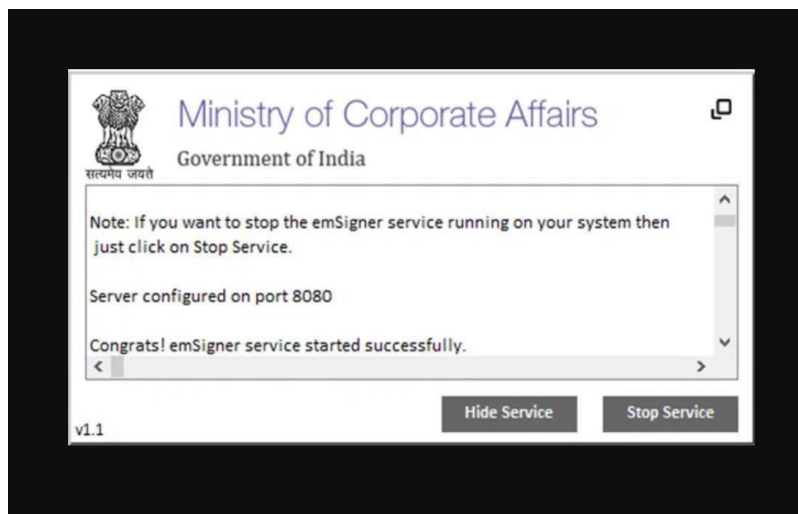 Ministry of Corporate Affairs
Government of India
सत्यमेव जयते
Note: If you want to stop the emSigner service running on your system then
just click on Stop Service.
Server configured on port 8080
Congrats! emSigner service started successfully.
Hide Service
Stop Service
v1.1